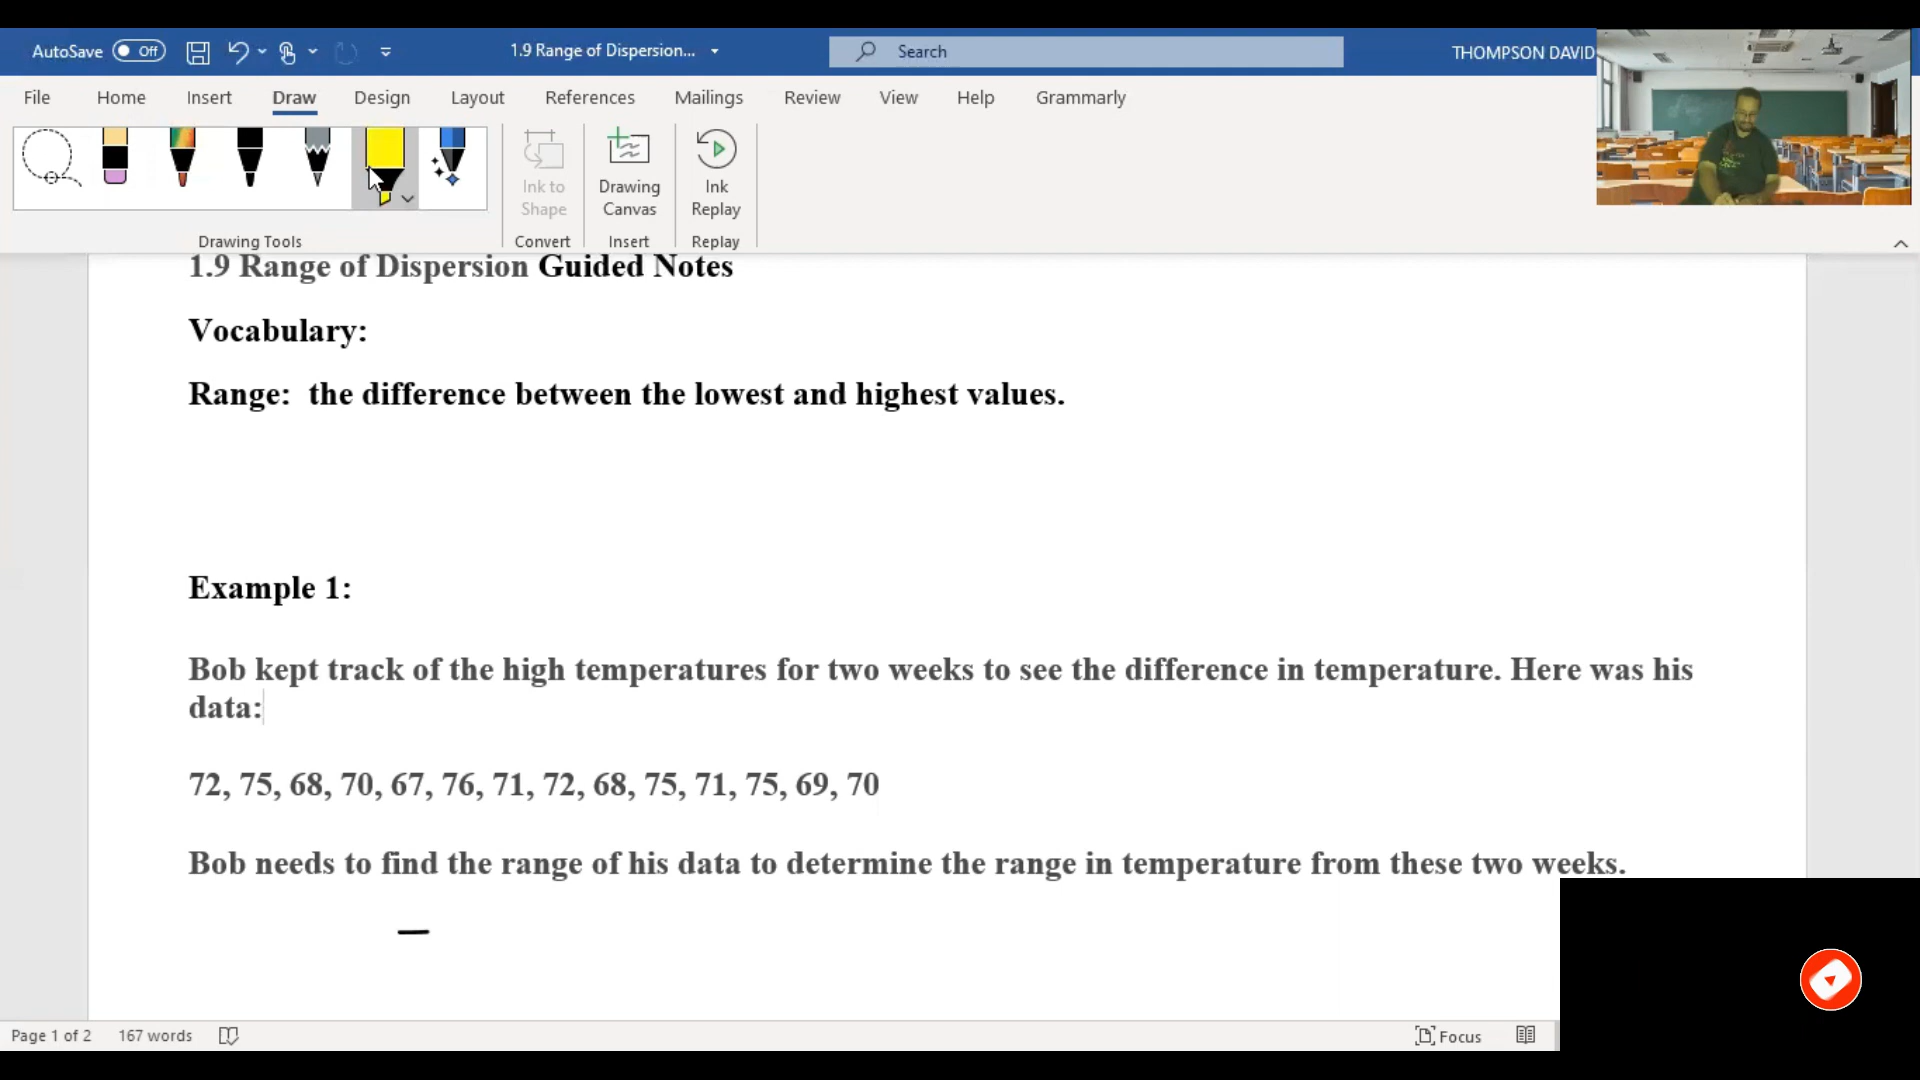 AutoSave Off 1.9 Range of Dispersion... Search THOMPSON DAVID
File Home Insert Draw Design Layout References Mailings Review View Help Grammarly
Ink to Shape
Drawing Canvas
Ink Replay
Drawing Tools Convert Insert Replay
1.9 Range of Dispersion Guided Notes
Vocabulary:
Range: the difference between the lowest and highest values.
Example 1:
Bob kept track of the high temperatures for two weeks to see the difference in temperature. Here was his
data:
72, 75, 68, 70, 67, 76, 71, 72, 68, 75, 71, 75, 69, 70
Bob needs to find the range of his data to determine the range in temperature from these two weeks.
Page 1 of 2 167 words Focus